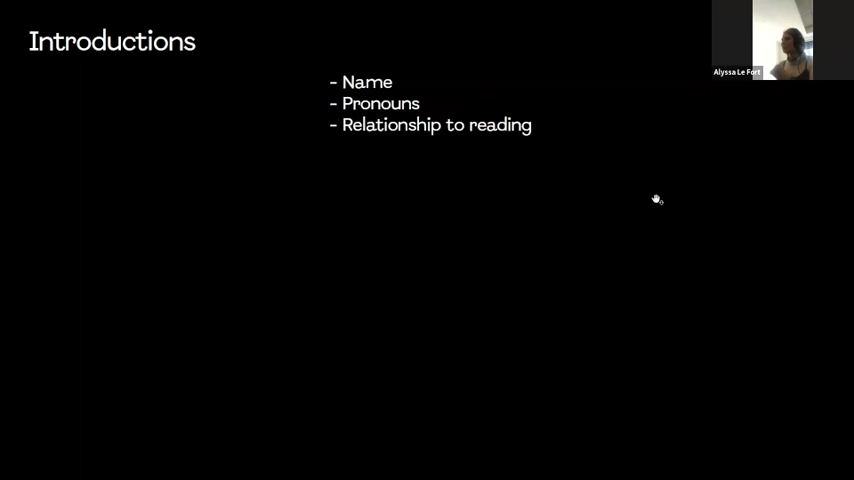 Introductions
- Name
- Pronouns
- Relationship to reading
Alyssa Le Fort